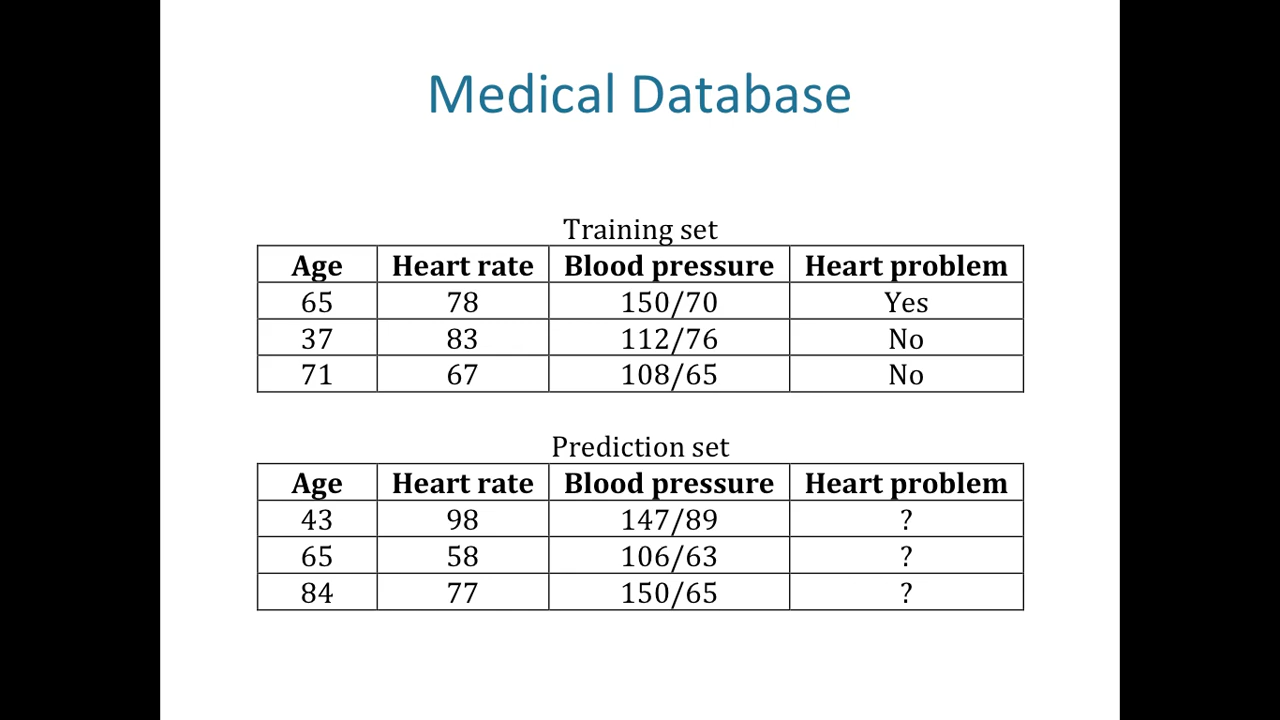 Medical Database
Training set
Age Heart rate Blood pressure Heart problem
65 78 150/70 Yes
37 83 112/76 No
71 67 108/65 No
Prediction set
Age Heart rate Blood pressure Heart problem
43 98 147/89 ?
65 58 106/63 ?
84 77 150/65 ?